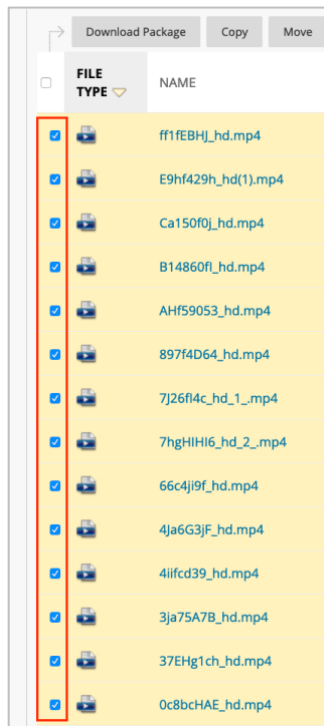 Download Package Copy Move
FILE
TYPE NAME
ff1fEBHJ_hd.mp4
E9hf429h_hd(1).mp4
Ca150f0j_hd.mp4
B14860fl_hd.mp4
AHf59053_hd.mp4
897f4D64_hd.mp4
7J26fl4c_hd_1_.mp4
7hgHIHI6_hd_2_.mp4
66c4ji9f_hd.mp4
4Ja6G3jF_hd.mp4
4iifcd39_hd.mp4
3ja75A7B_hd.mp4
37EHg1ch_hd.mp4
0c8bcHAE_hd.mp4